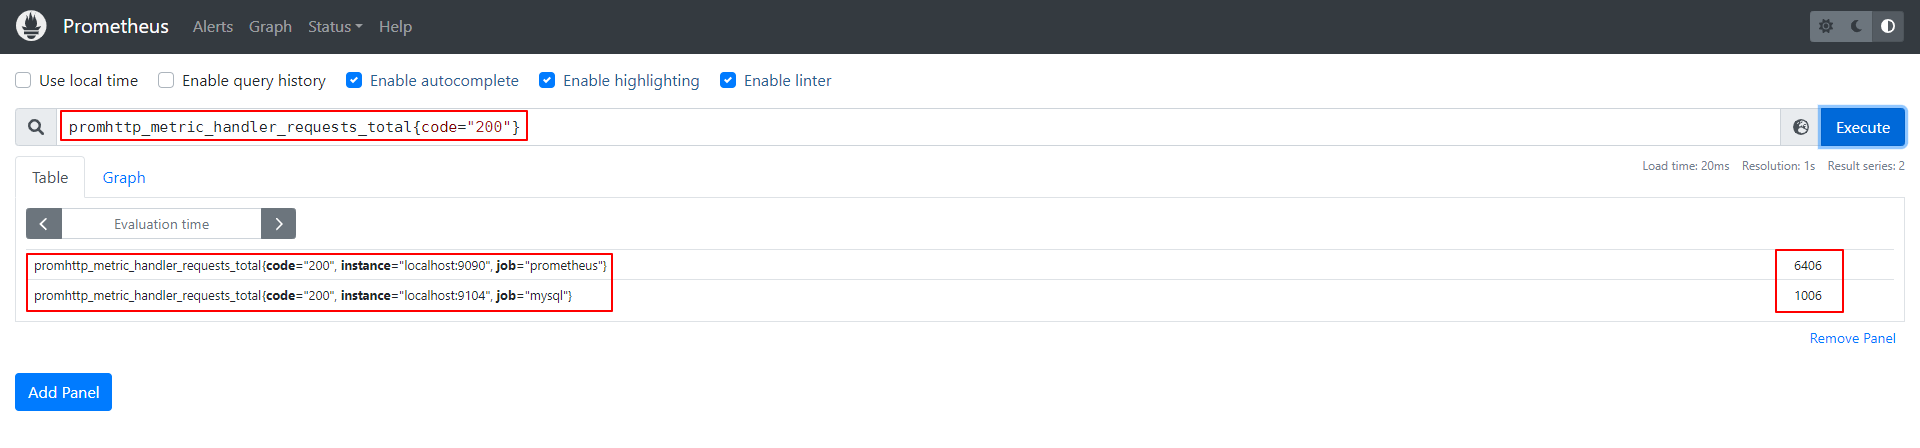 Prometheus Alerts Graph Status Help
Use local time Enable query history Enable autocomplete Enable highlighting Enable linter
promhttp_metric_handler_requests_total{code="200"} Execute
Table Graph Load time: 20ms Resolution: 1s Result series: 2
Evaluation time
promhttp_metric_handler_requests_total{code="200", instance="localhost:9090", job="prometheus"} 6406
promhttp_metric_handler_requests_total{code="200", instance="localhost:9104", job="mysql"} 1006
Remove Panel
Add Panel